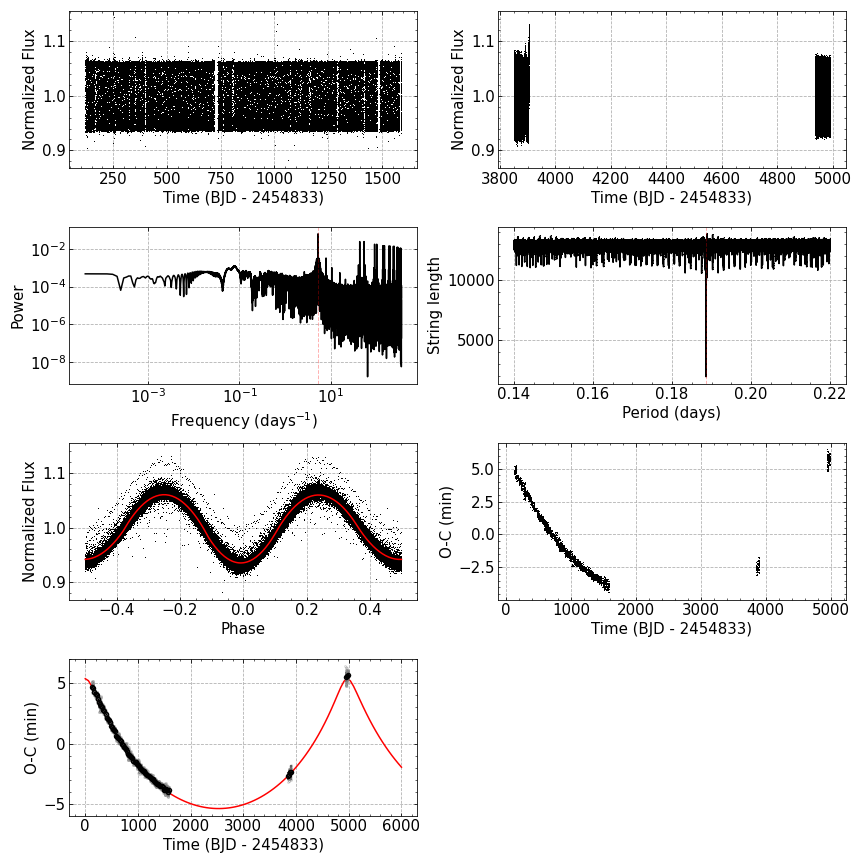 Normalized Flux
1.1
1.0
0.9
250 500 750 1000 1250 1500
Time (BJD - 2454833)
Normalized Flux
1.1
1.0
0.9
3800 4000 4200 4400 4600 4800 5000
Time (BJD - 2454833)
Power
10⁻²
10⁻⁴
10⁻⁶
10⁻⁸
10⁻³ 10⁻¹ 10¹
Frequency (days⁻¹)
String length
10000
5000
0.14 0.16 0.18 0.20 0.22
Period (days)
Normalized Flux
1.1
1.0
0.9
−0.4 −0.2 0.0 0.2 0.4
Phase
O-C (min)
5.0
2.5
0.0
−2.5
0 1000 2000 3000 4000 5000
Time (BJD - 2454833)
O-C (min)
5
0
−5
0 1000 2000 3000 4000 5000 6000
Time (BJD - 2454833)